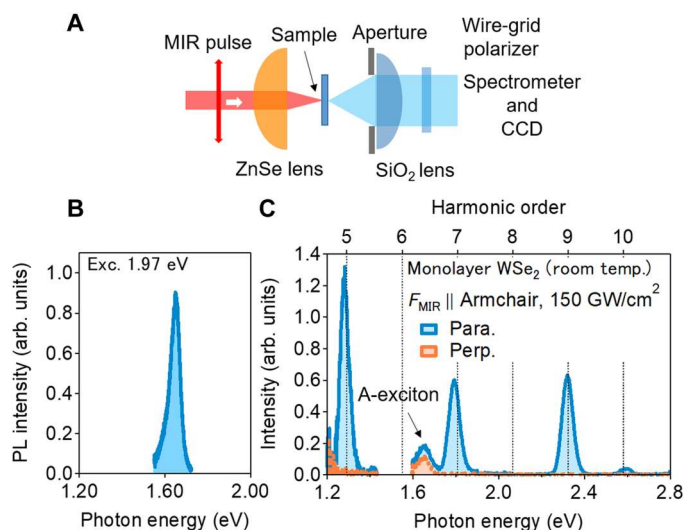 A
MIR pulse
Sample
Aperture
Wire-grid
polarizer
Spectrometer
and
CCD
ZnSe lens
SiO₂ lens
B
Exc. 1.97 eV
PL intensity (arb. units)
1.0
0.8
0.6
0.4
0.2
0.0
1.20
1.60
2.00
Photon energy (eV)
C
Harmonic order
5
6
7
8
9
10
Monolayer WSe₂ (room temp.)
F_MIR || Armchair, 150 GW/cm²
Para.
Perp.
A-exciton
Intensity (arb. units)
1.4
1.2
1.0
0.8
0.6
0.4
0.2
0.0
1.2
1.6
2.0
2.4
2.8
Photon energy (eV)